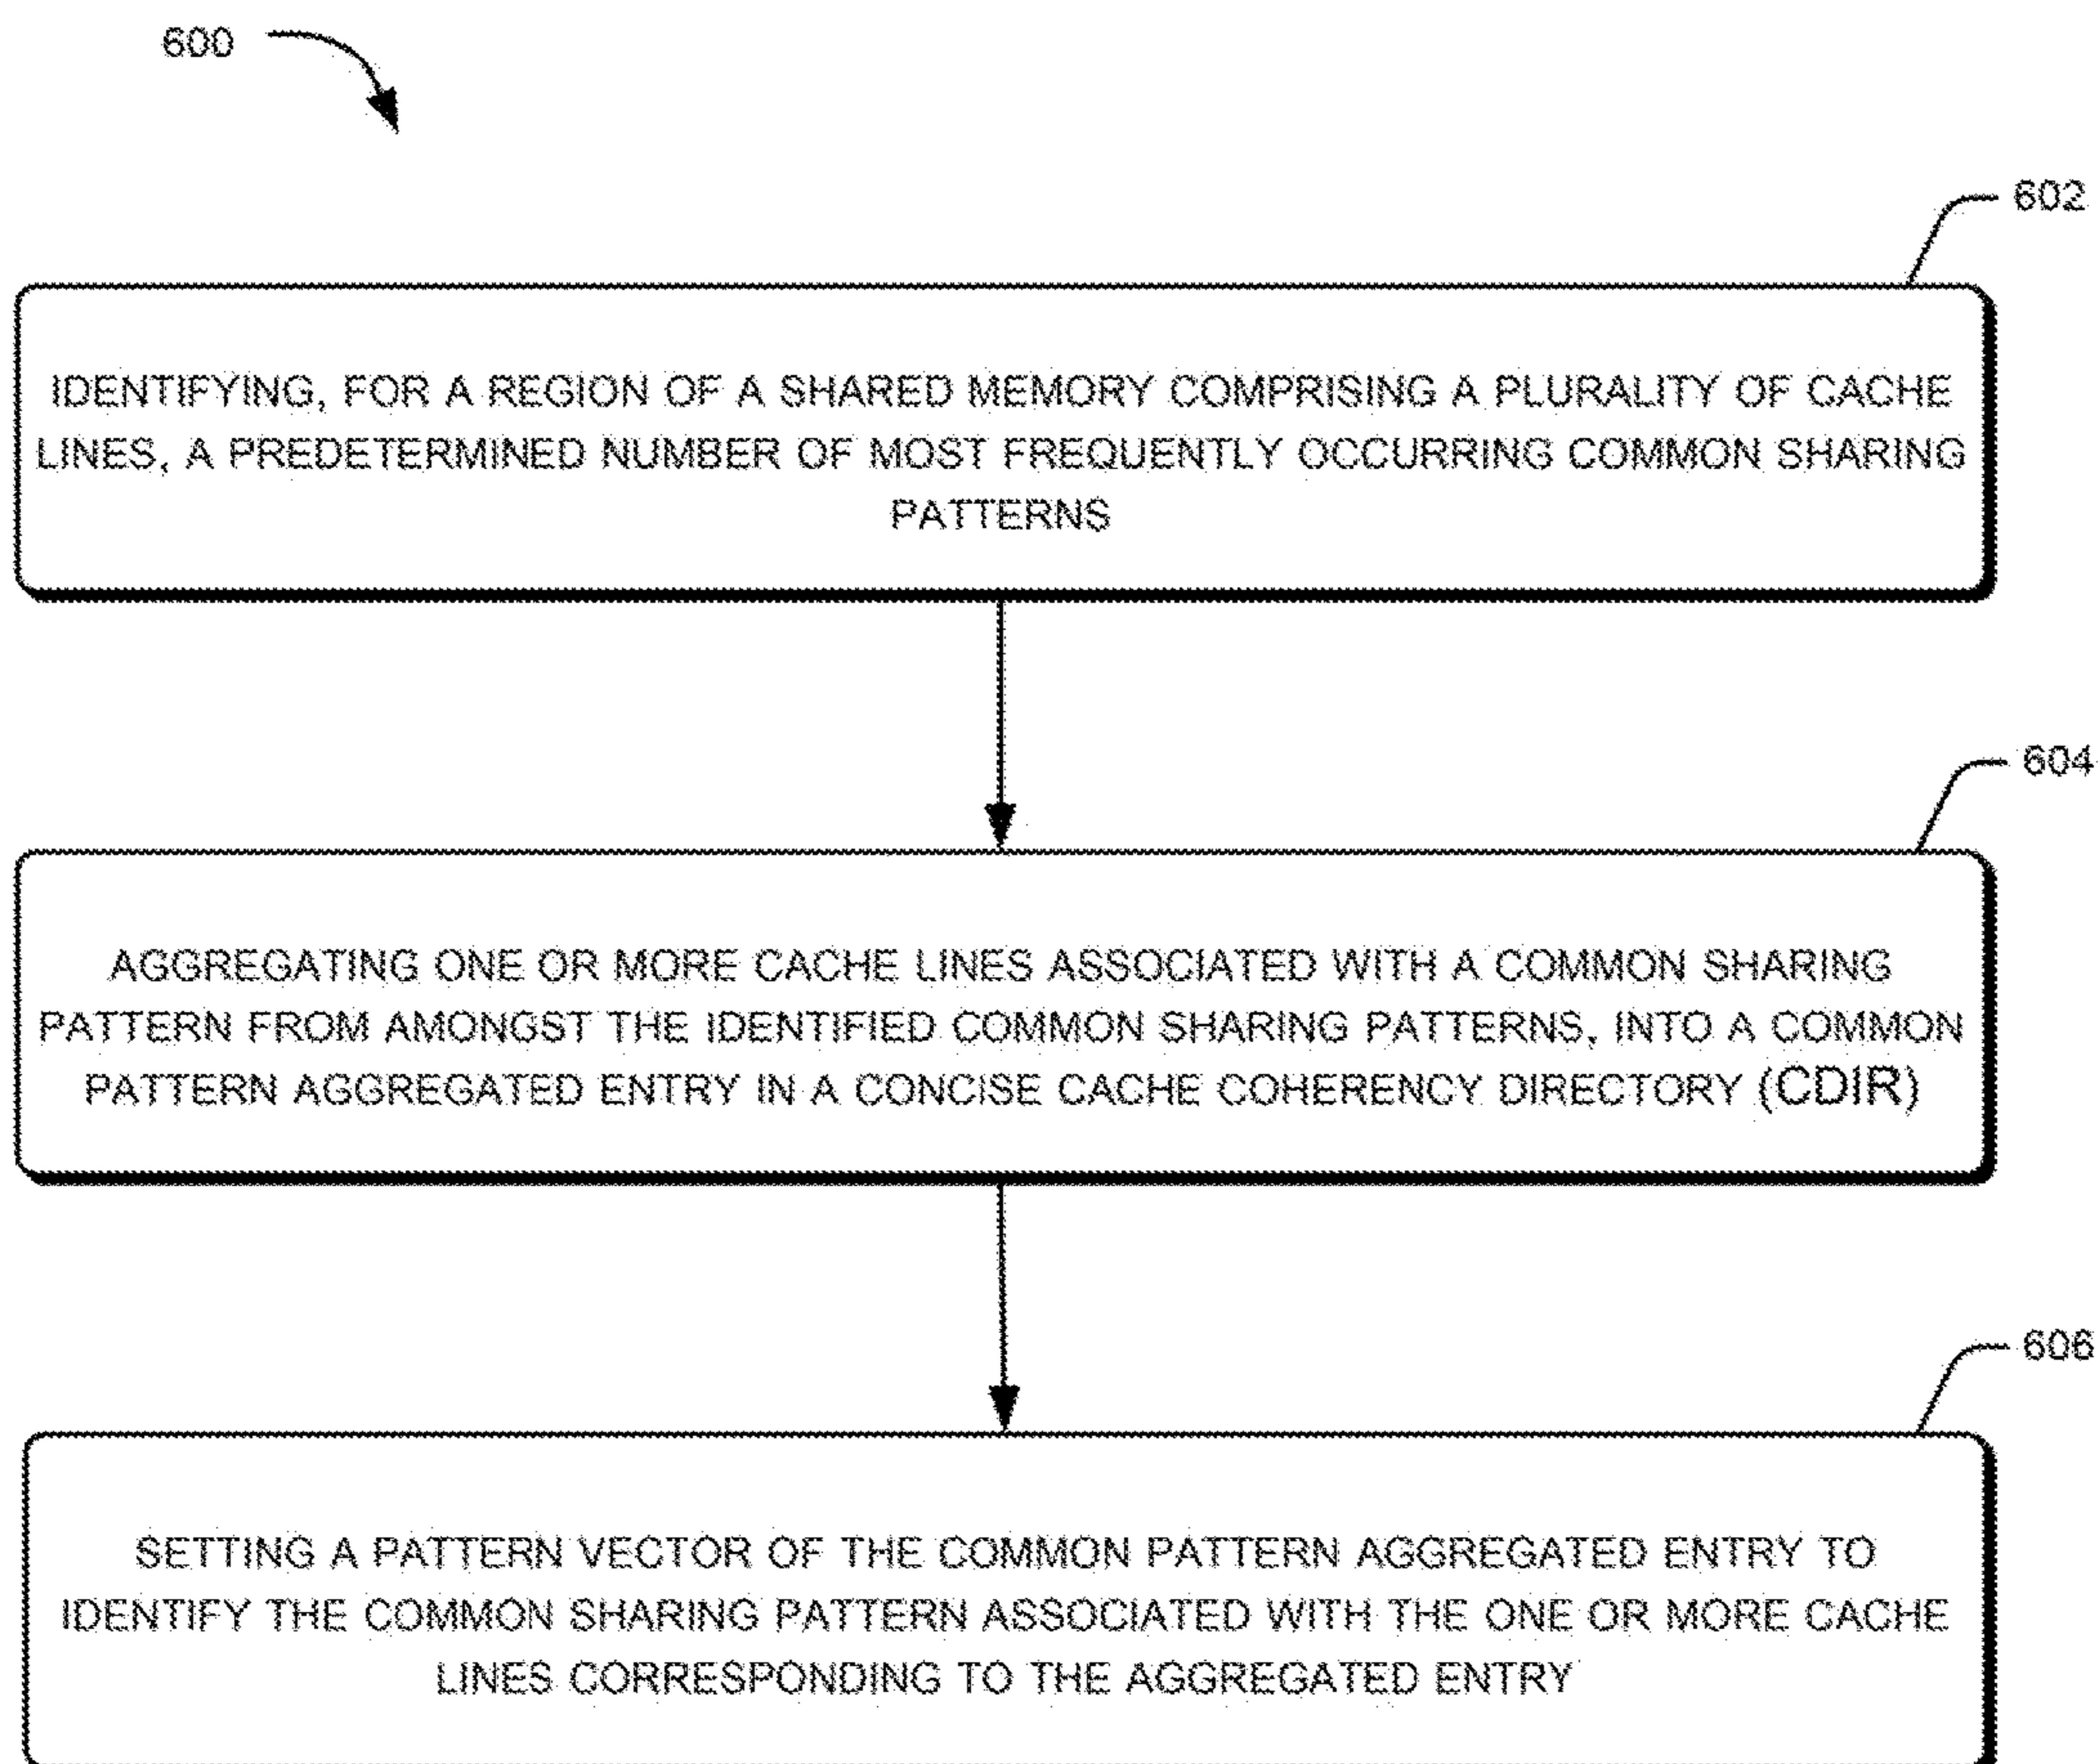 600
602
IDENTIFYING, FOR A REGION OF A SHARED MEMORY COMPRISING A PLURALITY OF CACHE
LINES, A PREDETERMINED NUMBER OF MOST FREQUENTLY OCCURRING COMMON SHARING
PATTERNS
604
AGGREGATING ONE OR MORE CACHE LINES ASSOCIATED WITH A COMMON SHARING
PATTERN FROM AMONGST THE IDENTIFIED COMMON SHARING PATTERNS, INTO A COMMON
PATTERN AGGREGATED ENTRY IN A CONCISE CACHE COHERENCY DIRECTORY (CDIR)
606
SETTING A PATTERN VECTOR OF THE COMMON PATTERN AGGREGATED ENTRY TO
IDENTIFY THE COMMON SHARING PATTERN ASSOCIATED WITH THE ONE OR MORE CACHE
LINES CORRESPONDING TO THE AGGREGATED ENTRY